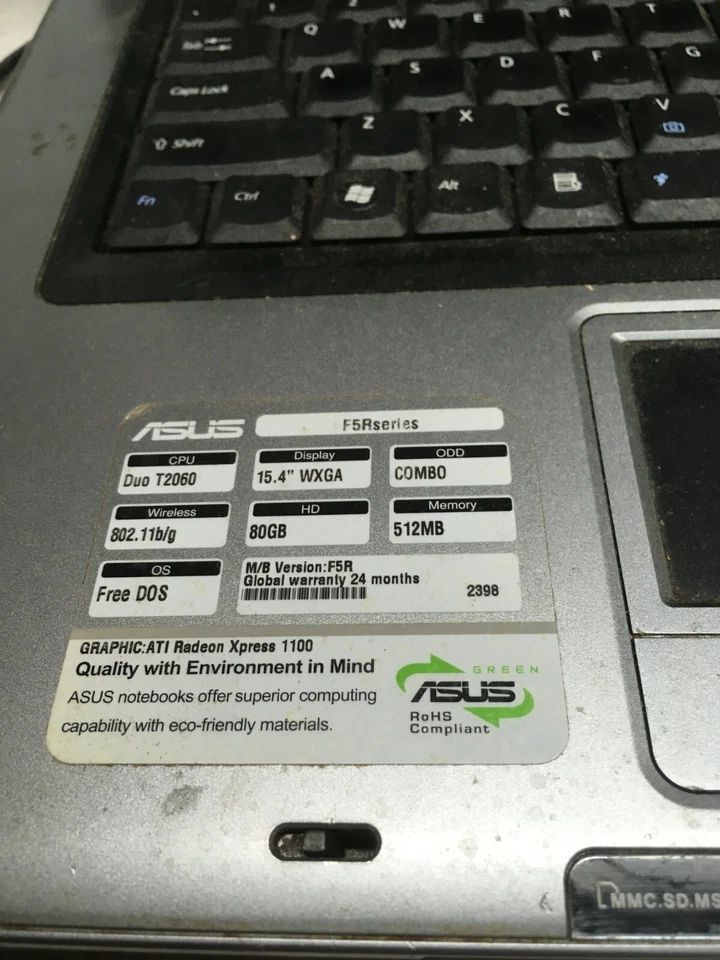 1
Tab
Q
W
E
R
T
Caps Lock
A
S
D
F
G
Shift
Z
X
C
V
Fn
Ctrl
Alt
ASUS F5Rseries
CPU Display ODD
Duo T2060 15.4" WXGA COMBO
Wireless HD Memory
802.11b/g 80GB 512MB
OS
Free DOS
M/B Version:F5R
Global warranty 24 months
2398
GRAPHIC:ATI Radeon Xpress 1100
Quality with Environment in Mind
ASUS notebooks offer superior computing
capability with eco-friendly materials.
GREEN
ASUS
RoHS
Compliant
MMC.SD.MS